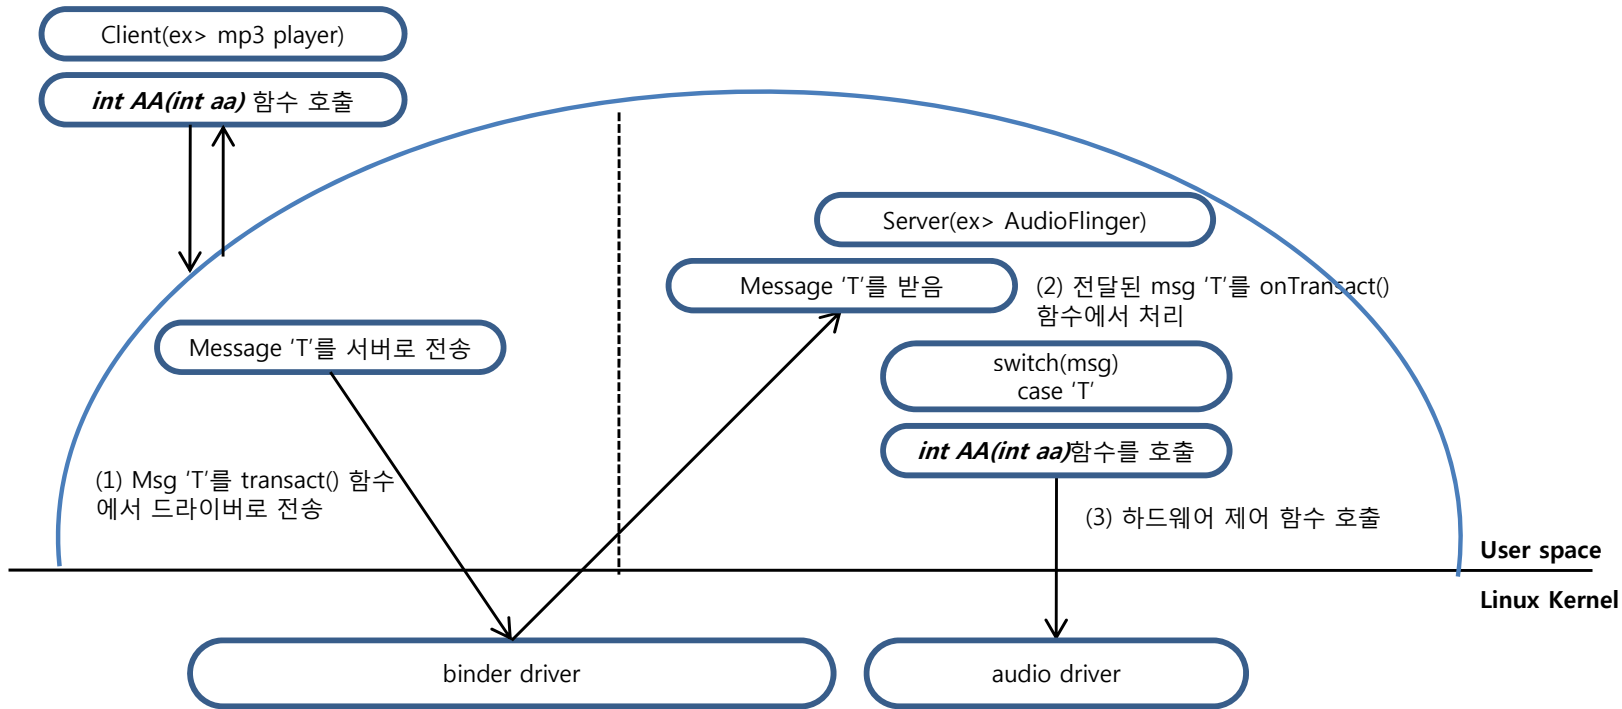 Client(ex> mp3 player)
int AA(int aa) 함수 호출
Server(ex> AudioFlinger)
Message ‘T’를 받음
(2) 전달된 msg ‘T’를 onTransact()
함수에서 처리
Message ‘T’를 서버로 전송
switch(msg)
case ‘T’
int AA(int aa)함수를 호출
(1) Msg ‘T’를 transact() 함수
에서 드라이버로 전송
(3) 하드웨어 제어 함수 호출
User space
Linux Kernel
binder driver
audio driver